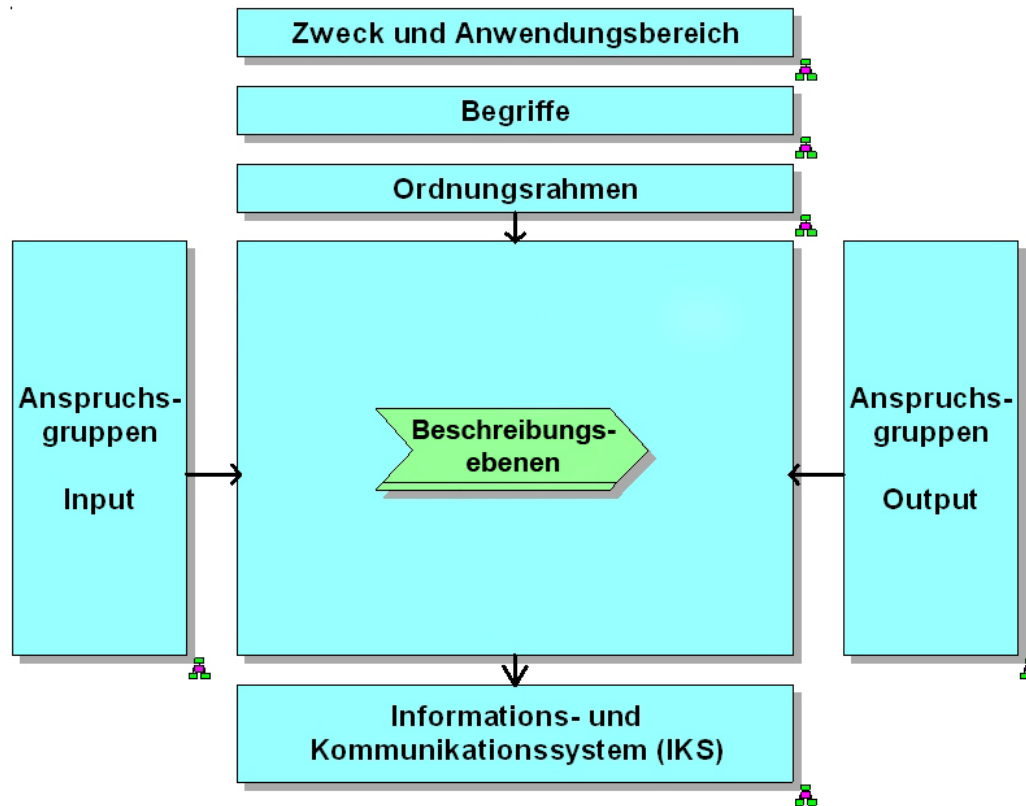 Zweck und Anwendungsbereich
Begriffe
Ordnungsrahmen
Anspruchs-
gruppen
Input
Beschreibungs-
ebenen
Anspruchs-
gruppen
Output
Informations- und
Kommunikationssystem (IKS)